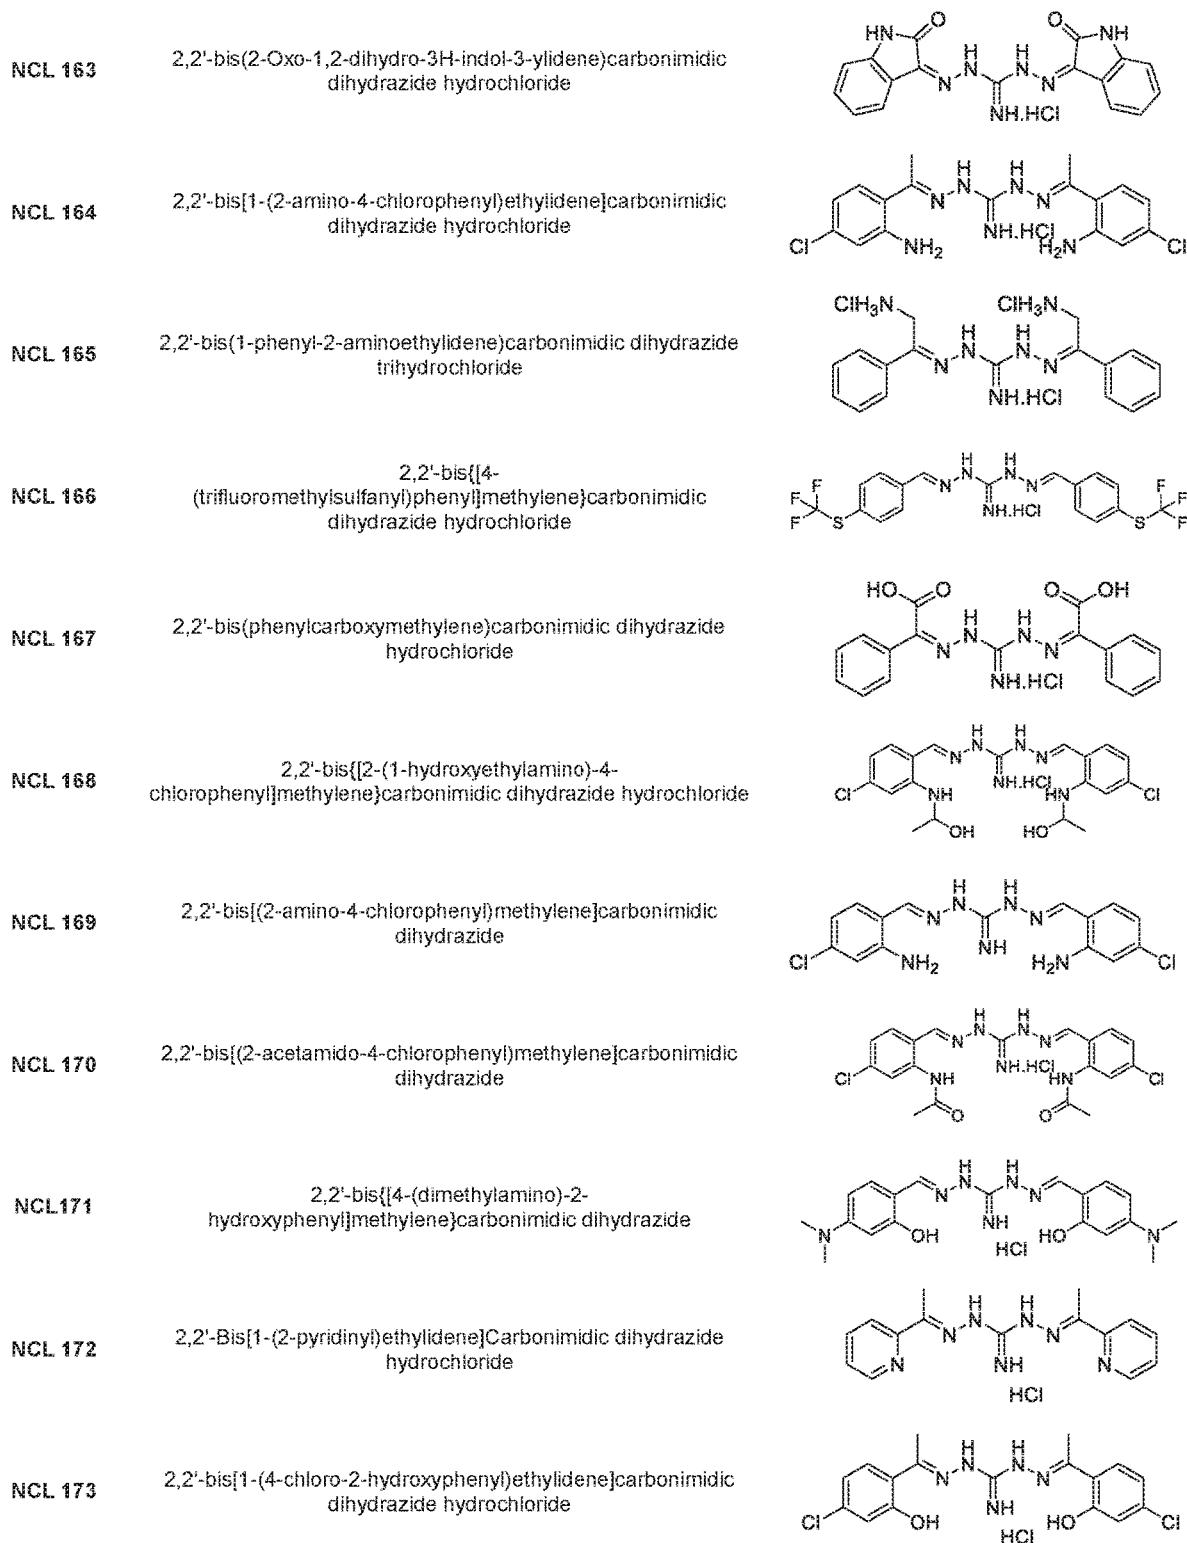 NCL 163
2,2'-bis(2-Oxo-1,2-dihydro-3H-indol-3-ylidene)carbonimidic
dihydrazide hydrochloride
HN O O NH
N NH HN N
H H
NH.HCl
NCL 164
2,2'-bis[1-(2-amino-4-chlorophenyl)ethylidene]carbonimidic
dihydrazide hydrochloride
H H
N NH HN N
NH.HCl
Cl NH2 H2N Cl
NCL 165
2,2'-bis(1-phenyl-2-aminoethylidene)carbonimidic dihydrazide
trihydrochloride
ClH3N ClH3N
H H
N N N N
NH.HCl
NCL 166
2,2'-bis{[4-
(trifluoromethylsulfanyl)phenyl]methylene}carbonimidic
dihydrazide hydrochloride
H H
N N N N
NH.HCl
F F F S S F F F
NCL 167
2,2'-bis(phenylcarboxymethylene)carbonimidic dihydrazide
hydrochloride
HO O O OH
H H
N N N N
NH.HCl
NCL 168
2,2'-bis{[2-(1-hydroxyethylamino)-4-
chlorophenyl]methylene}carbonimidic dihydrazide hydrochloride
H H
N N N N
NH.HCl
Cl NH HN Cl
OH HO
NCL 169
2,2'-bis[(2-amino-4-chlorophenyl)methylene]carbonimidic
dihydrazide
H H
N N N N
NH
Cl NH2 H2N Cl
NCL 170
2,2'-bis[(2-acetamido-4-chlorophenyl)methylene]carbonimidic
dihydrazide
H H
N N N N
NH.HCl
Cl NH HN Cl
O O
NCL171
2,2'-bis{[4-(dimethylamino)-2-
hydroxyphenyl]methylene}carbonimidic dihydrazide
H H
N N N N
NH
N OH HO N
HCl
NCL 172
2,2'-Bis[1-(2-pyridinyl)ethylidene]Carbonimidic dihydrazide
hydrochloride
H H
N N N N
N NH N
HCl
NCL 173
2,2'-bis[1-(4-chloro-2-hydroxyphenyl)ethylidene]carbonimidic
dihydrazide hydrochloride
H H
N N N N
NH
Cl OH HO Cl
HCl